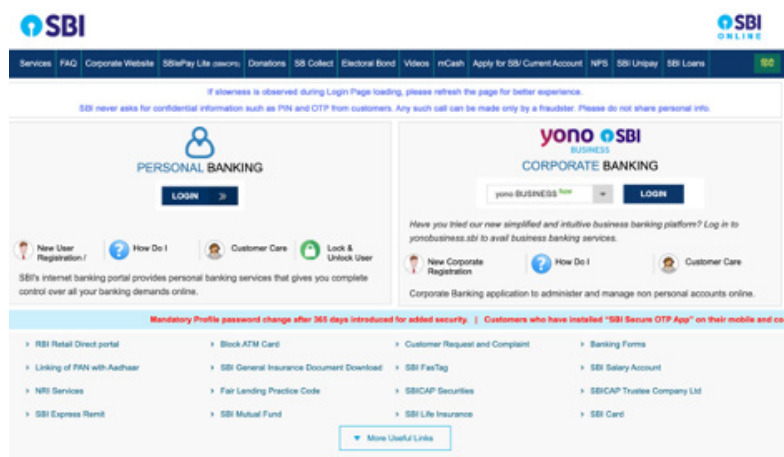 SBI
SBI
ONLINE
Services FAQ Corporate Website SBIePay Lite Donations SB Collect Electoral Bond Videos mCash Apply for SB/ Current Account NPS SBI Unipay SBI Loans हिंदी
If slowness is observed during Login Page loading, please refresh the page for better experience.
SBI never asks for confidential information such as PIN and OTP from customers. Any such call can be made only by a fraudster. Please do not share personal info.
PERSONAL BANKING
LOGIN
New User Registration /
How Do I
Customer Care
Lock & Unlock User
SBI's internet banking portal provides personal banking services that gives you complete
control over all your banking demands online.
yono SBI
BUSINESS
CORPORATE BANKING
yono BUSINESS New
LOGIN
Have you tried our new simplified and intuitive business banking platform? Log in to
yonobusiness.sbi to avail business banking services.
New Corporate Registration
How Do I
Customer Care
Corporate Banking application to administer and manage non personal accounts online.
Mandatory Profile password change after 365 days introduced for added security. | Customers who have installed "SBI Secure OTP App" on their mobile and co
RBI Retail Direct portal Block ATM Card Customer Request and Complaint Banking Forms
Linking of PAN with Aadhaar SBI General Insurance Document Download SBI FasTag SBI Salary Account
NRI Services Fair Lending Practice Code SBICAP Securities SBICAP Trustee Company Ltd
SBI Express Remit SBI Mutual Fund SBI Life Insurance SBI Card
More Useful Links